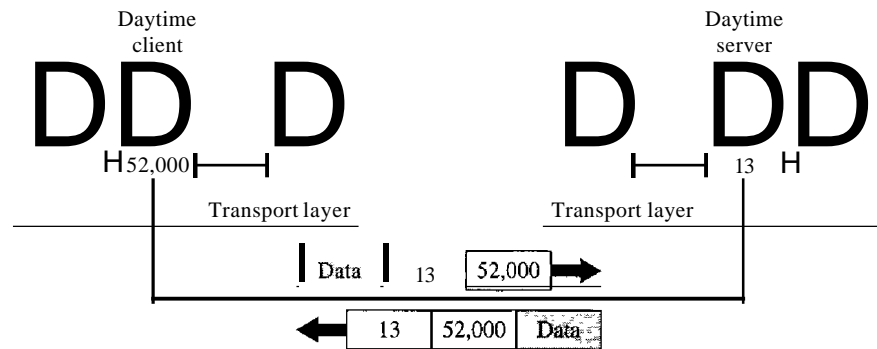 Daytime
client
Daytime
server
DD D
D DD
H 52,000
13 H
Transport layer
Transport layer
Data 13 52,000
13 52,000 Data